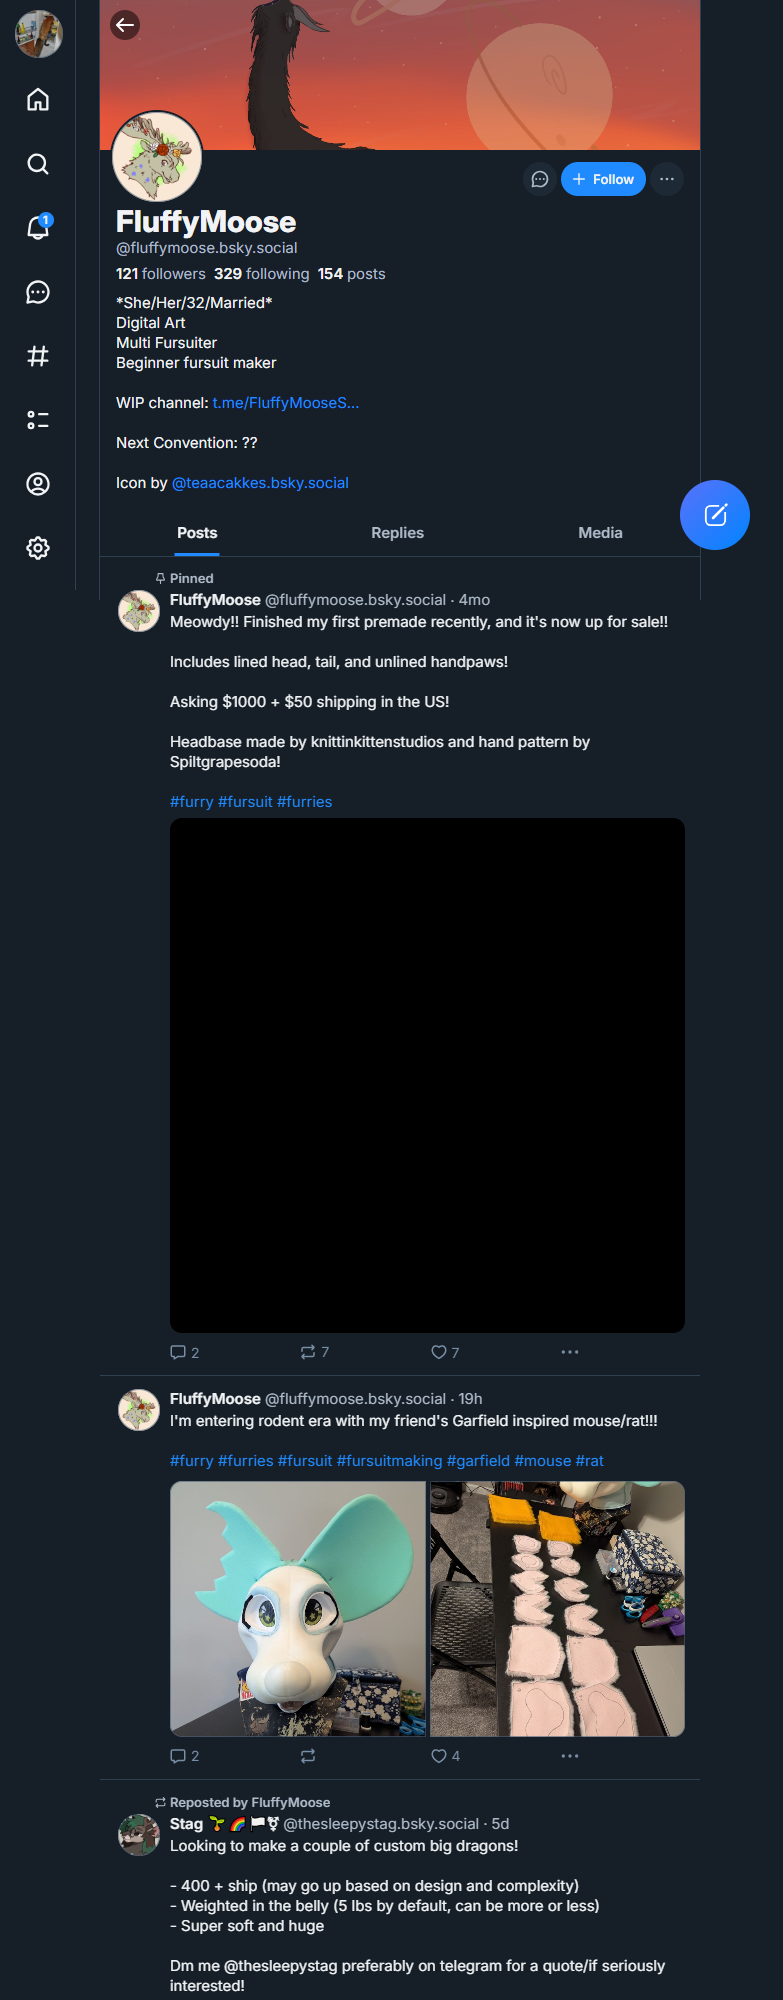 1
Follow
FluffyMoose
@fluffymoose.bsky.social
121 followers 329 following 154 posts
*She/Her/32/Married*
Digital Art
Multi Fursuiter
Beginner fursuit maker
WIP channel: t.me/FluffyMooseS...
Next Convention: ??
Icon by @teaacakkes.bsky.social
Posts Replies Media
Pinned
FluffyMoose @fluffymoose.bsky.social · 4mo
Meowdy!! Finished my first premade recently, and it's now up for sale!!
Includes lined head, tail, and unlined handpaws!
Asking $1000 + $50 shipping in the US!
Headbase made by knittinkittenstudios and hand pattern by
Spiltgrapesoda!
#furry #fursuit #furries
2 7 7
FluffyMoose @fluffymoose.bsky.social · 19h
I'm entering rodent era with my friend's Garfield inspired mouse/rat!!!
#furry #furries #fursuit #fursuitmaking #garfield #mouse #rat
2 4
Reposted by FluffyMoose
Stag 🌱 🌈 🏳️⚧ @thesleepystag.bsky.social · 5d
Looking to make a couple of custom big dragons!
- 400 + ship (may go up based on design and complexity)
- Weighted in the belly (5 lbs by default, can be more or less)
- Super soft and huge
Dm me @thesleepystag preferably on telegram for a quote/if seriously
interested!